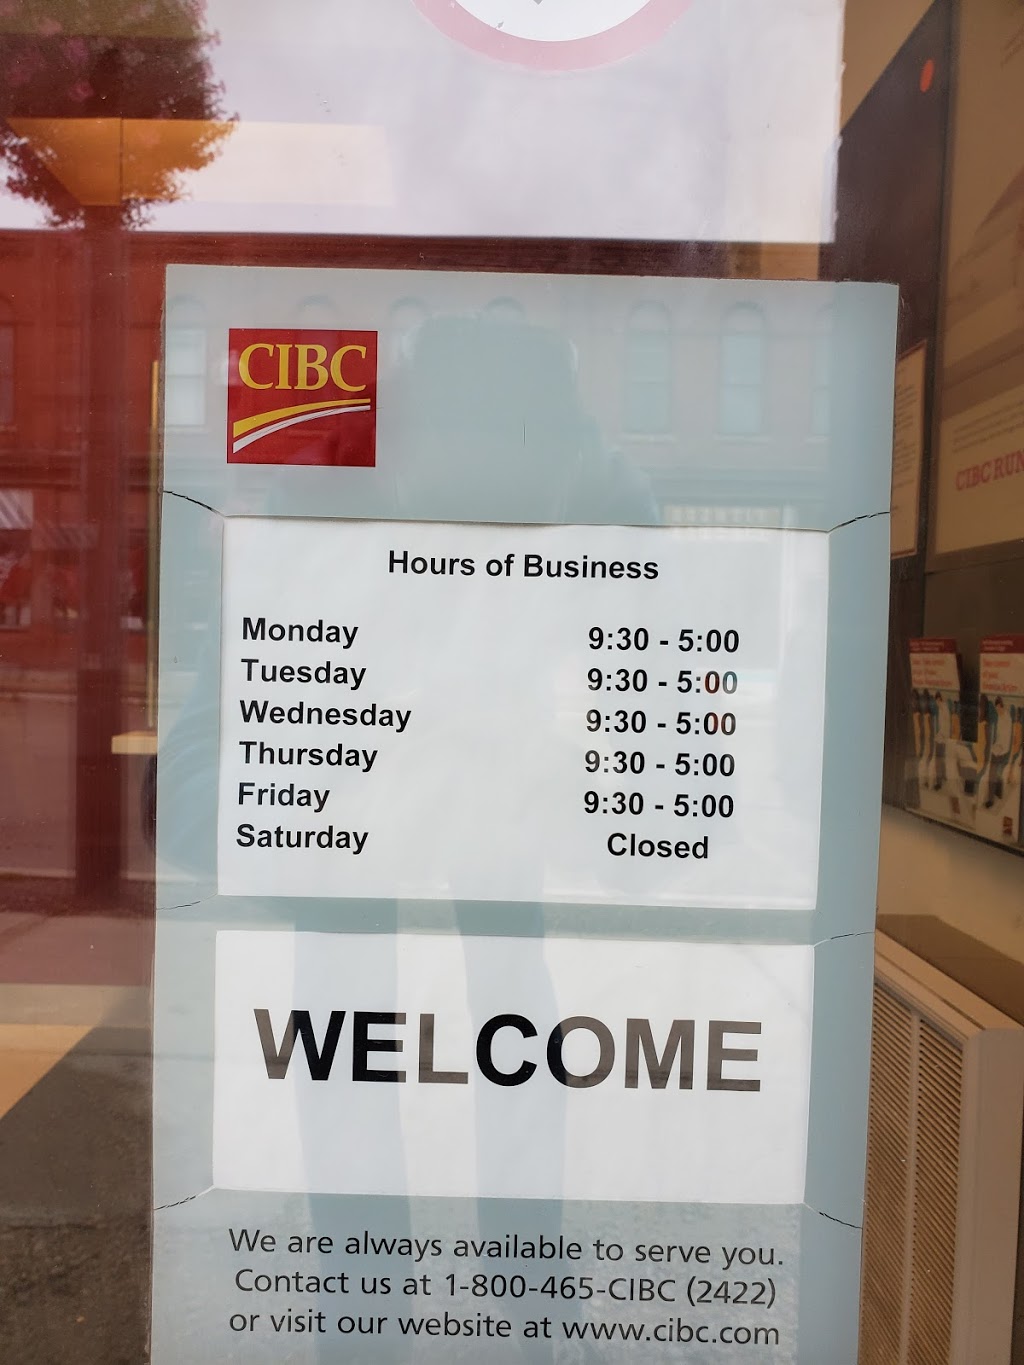 CIBC
Hours of Business
Monday 9:30 - 5:00
Tuesday 9:30 - 5:00
Wednesday 9:30 - 5:00
Thursday 9:30 - 5:00
Friday 9:30 - 5:00
Saturday Closed
WELCOME
We are always available to serve you.
Contact us at 1-800-465-CIBC (2422)
or visit our website at www.cibc.com
CIBC RUN